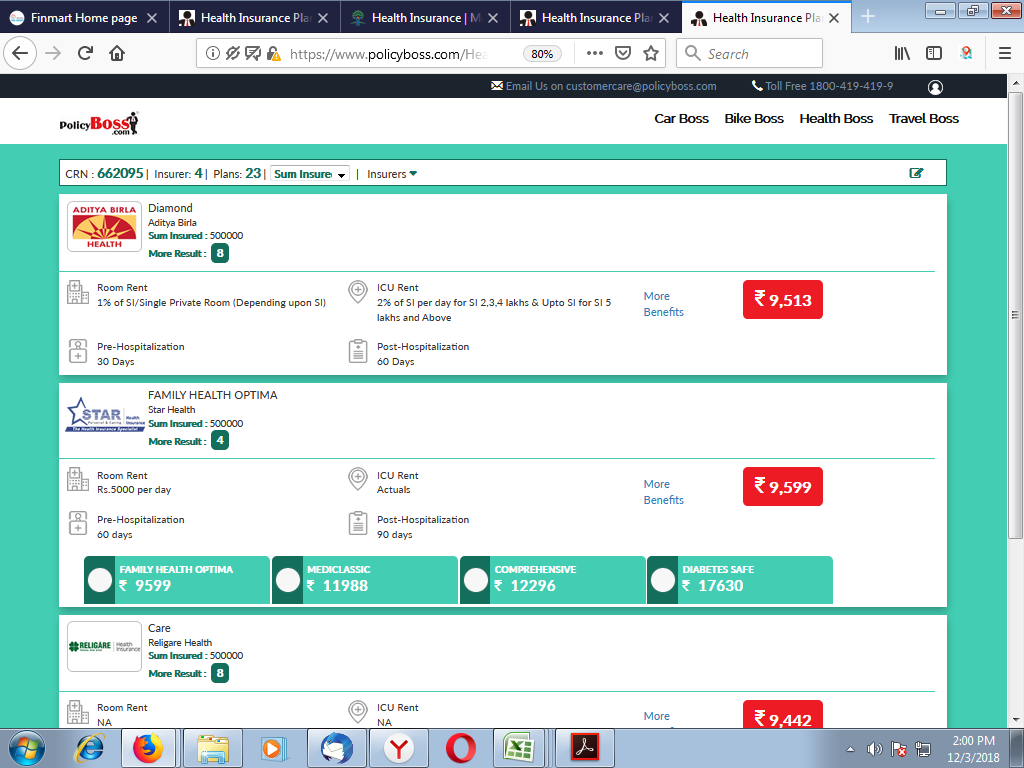 Finmart Home page
Health Insurance Pla
Health Insurance | M
Health Insurance Pla
Health Insurance Pla
https://www.policyboss.com/Hea
80%
Search
Email Us on customercare@policyboss.com
Toll Free 1800-419-419-9
PolicyBoss.com
Car Boss
Bike Boss
Health Boss
Travel Boss
CRN : 662095 | Insurer: 4 | Plans: 23 | Sum Insure | Insurers
ADITYA BIRLA
HEALTH
Diamond
Aditya Birla
Sum Insured : 500000
More Result : 8
Room Rent
1% of SI/Single Private Room (Depending upon SI)
ICU Rent
2% of SI per day for SI 2,3,4 lakhs & Upto SI for SI 5
lakhs and Above
More
Benefits
₹ 9,513
Pre-Hospitalization
30 Days
Post-Hospitalization
60 Days
STAR Health Insurance
Personal & Caring
The Health Insurance Specialist
FAMILY HEALTH OPTIMA
Star Health
Sum Insured : 500000
More Result : 4
Room Rent
Rs.5000 per day
ICU Rent
Actuals
More
Benefits
₹ 9,599
Pre-Hospitalization
60 days
Post-Hospitalization
90 days
FAMILY HEALTH OPTIMA
₹ 9599
MEDICLASSIC
₹ 11988
COMPREHENSIVE
₹ 12296
DIABETES SAFE
₹ 17630
RELIGARE Health Insurance
Care
Religare Health
Sum Insured : 500000
More Result : 8
Room Rent
NA
ICU Rent
NA
More
₹ 9,442
2:00 PM
12/3/2018